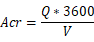 Acr = Q * 3600 / V